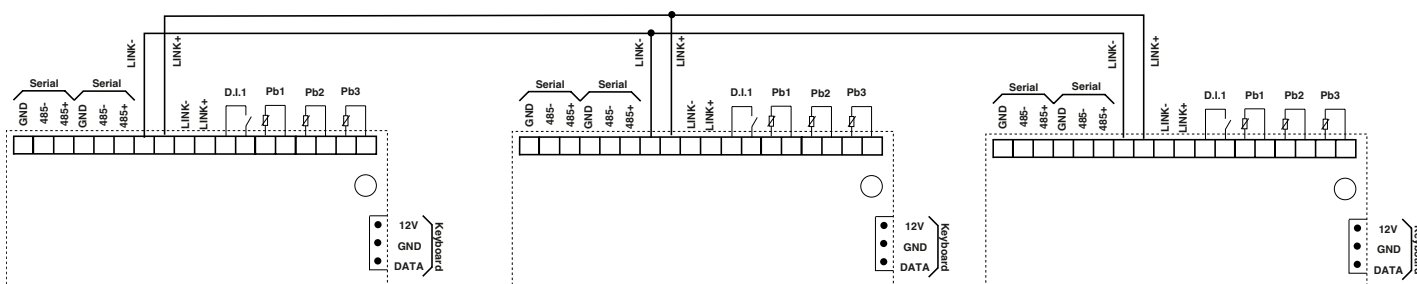 LINK-
LINK+
LINK-
LINK+
LINK-
LINK+
Serial Serial
GND
485-
485+
GND
485-
485+
LINK-
LINK+
D.I.1 Pb1 Pb2 Pb3
Serial Serial
GND
485-
485+
GND
485-
485+
LINK-
LINK+
D.I.1 Pb1 Pb2 Pb3
Serial Serial
GND
485-
485+
GND
485-
485+
LINK-
LINK+
D.I.1 Pb1 Pb2 Pb3
12V
GND
DATA
Keyboard
12V
GND
DATA
Keyboard
12V
GND
DATA
Keyboard